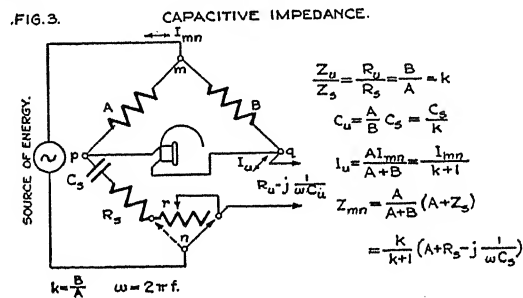 .FIG.3.
CAPACITIVE IMPEDANCE.
I_mn
m
A
B
SOURCE OF ENERGY.
p
q
C_s
I_u
R_s
r
n
R_u-j 1/ωC_u
k=B/A ω=2πf.
Z_u/Z_s=R_u/R_s=B/A=k
C_u=A/B C_s=C_s/k
I_u=AI_mn/A+B=I_mn/k+1
Z_mn=A/A+B (A+Z_s)
=k/k+1(A+R_s-j 1/ωC_s)